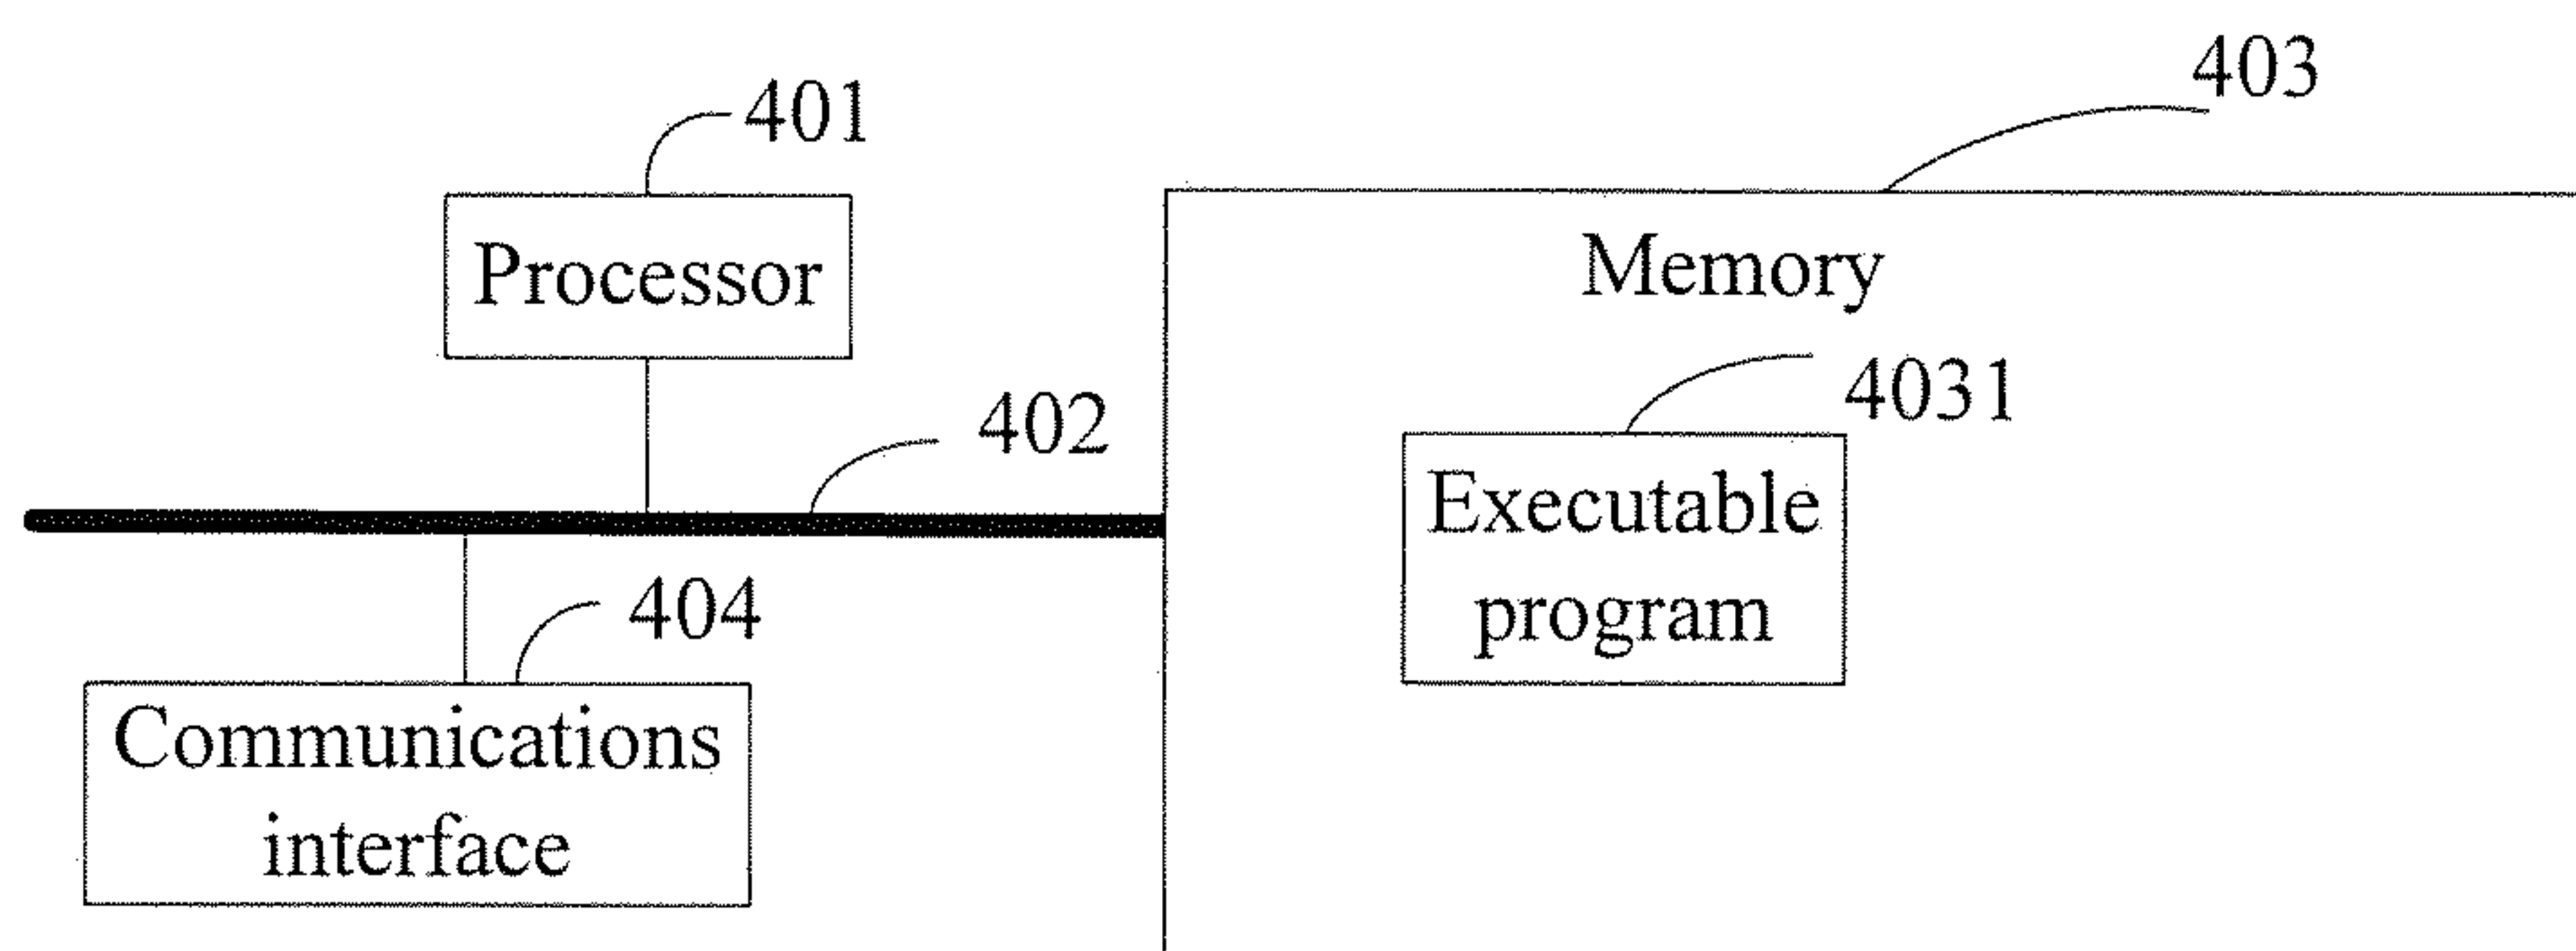 403
401
Processor
Memory
4031
402
Executable
program
404
Communications
interface